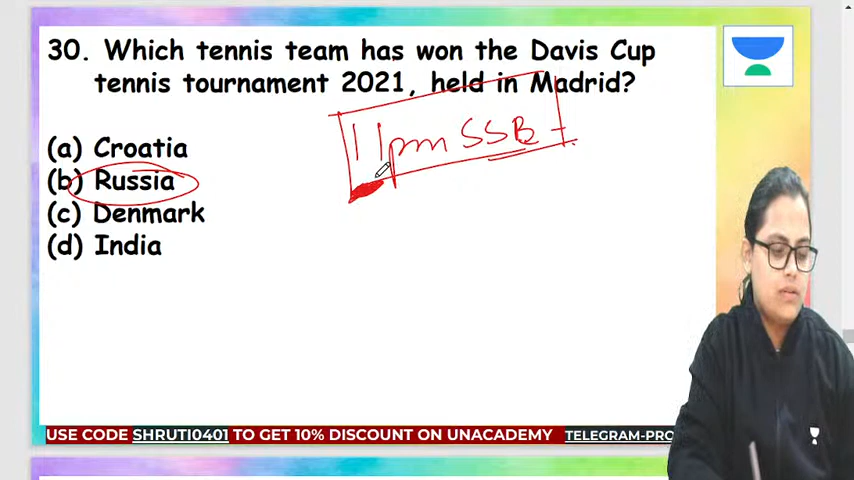 30. Which tennis team has won the Davis Cup
tennis tournament 2021, held in Madrid?
11pm SSB
(a) Croatia
(b) Russia
(c) Denmark
(d) India
USE CODE SHRUTI0401 TO GET 10% DISCOUNT ON UNACADEMY TELEGRAM-PRO